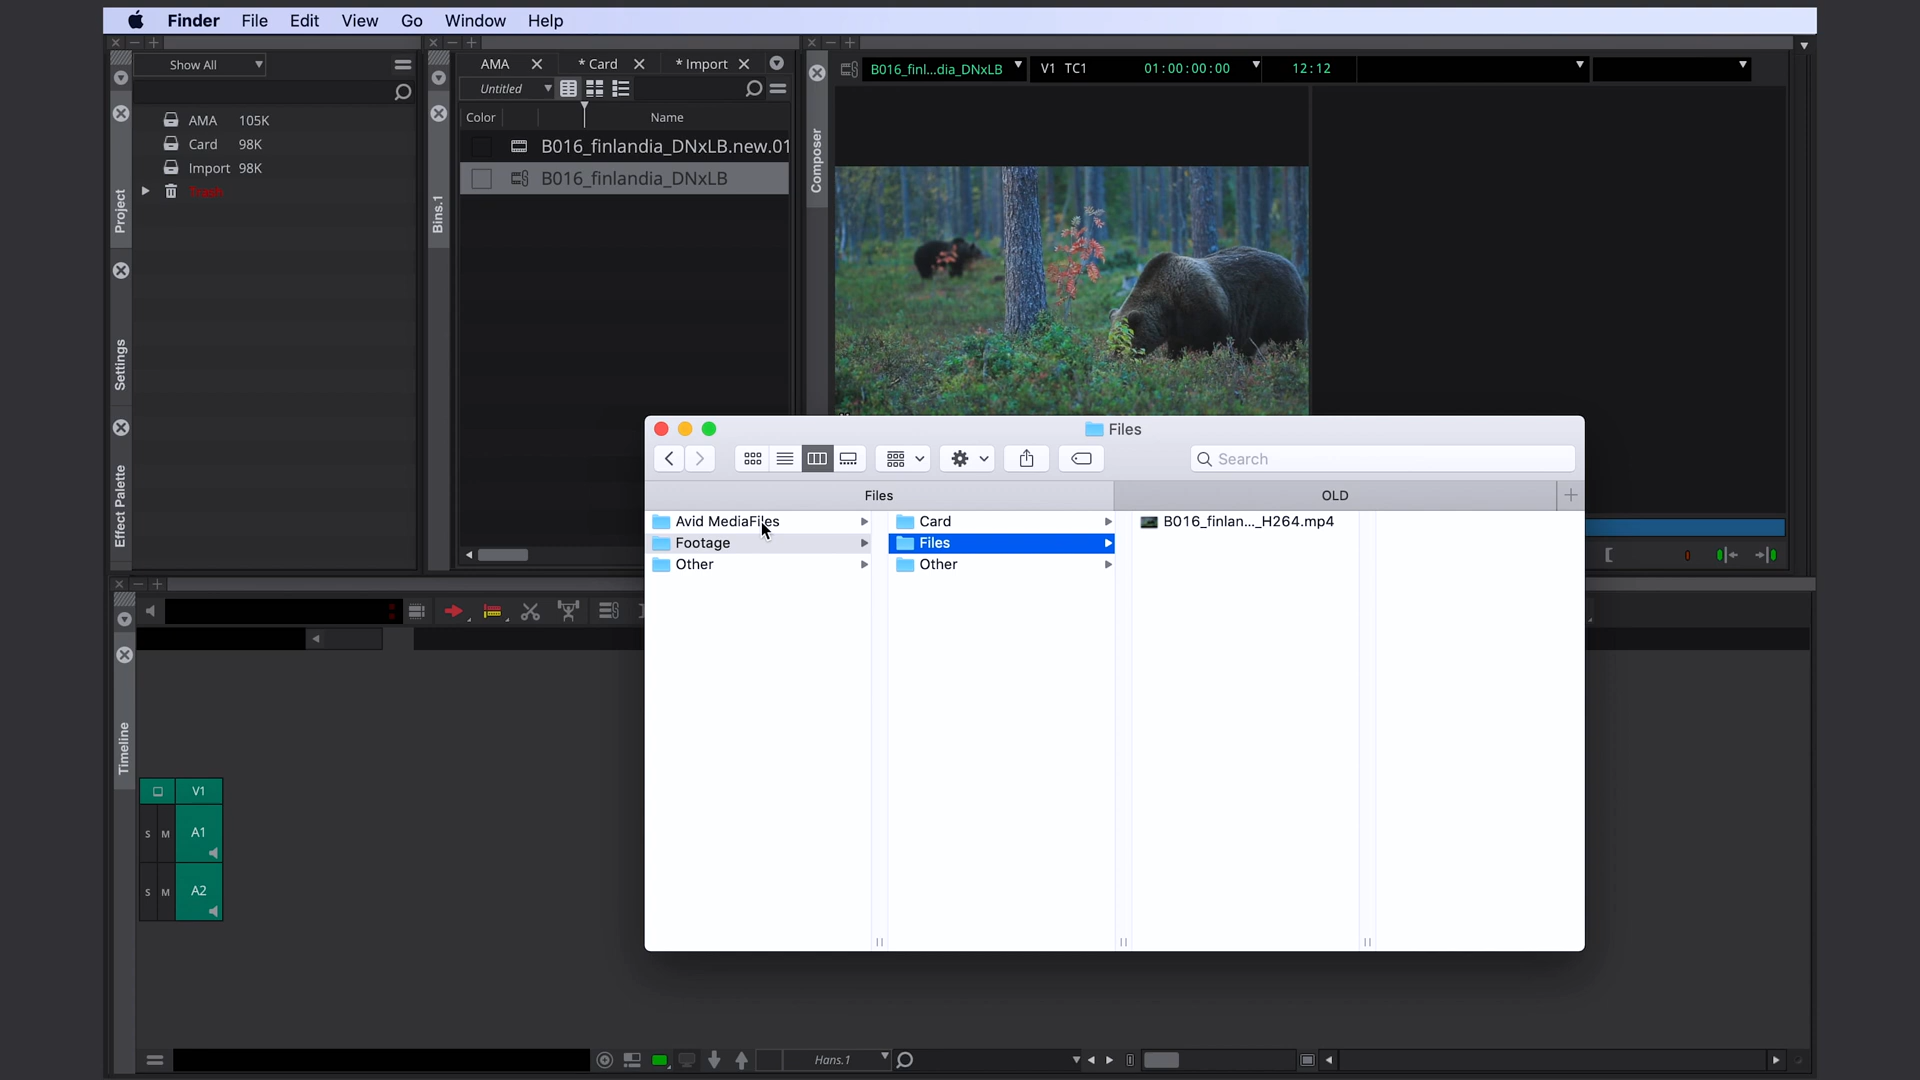 Finder File Edit View Go Window Help
Show All
AMA 105K
Card 98K
Import 98K
Trash
Project
Settings
Effect Palette
Bins.1
AMA * Card * Import
Untitled
Color Name
B016_finlandia_DNxLB.new.01
B016_finlandia_DNxLB
Composer
B016_finl...dia_DNxLB V1 TC1 01:00:00:00 12:12
Files
Search
Files OLD
Avid MediaFiles
Footage
Other
Card
Files
Other
B016_finlan..._H264.mp4
Timeline
V1
S M A1
S M A2
Hans.1